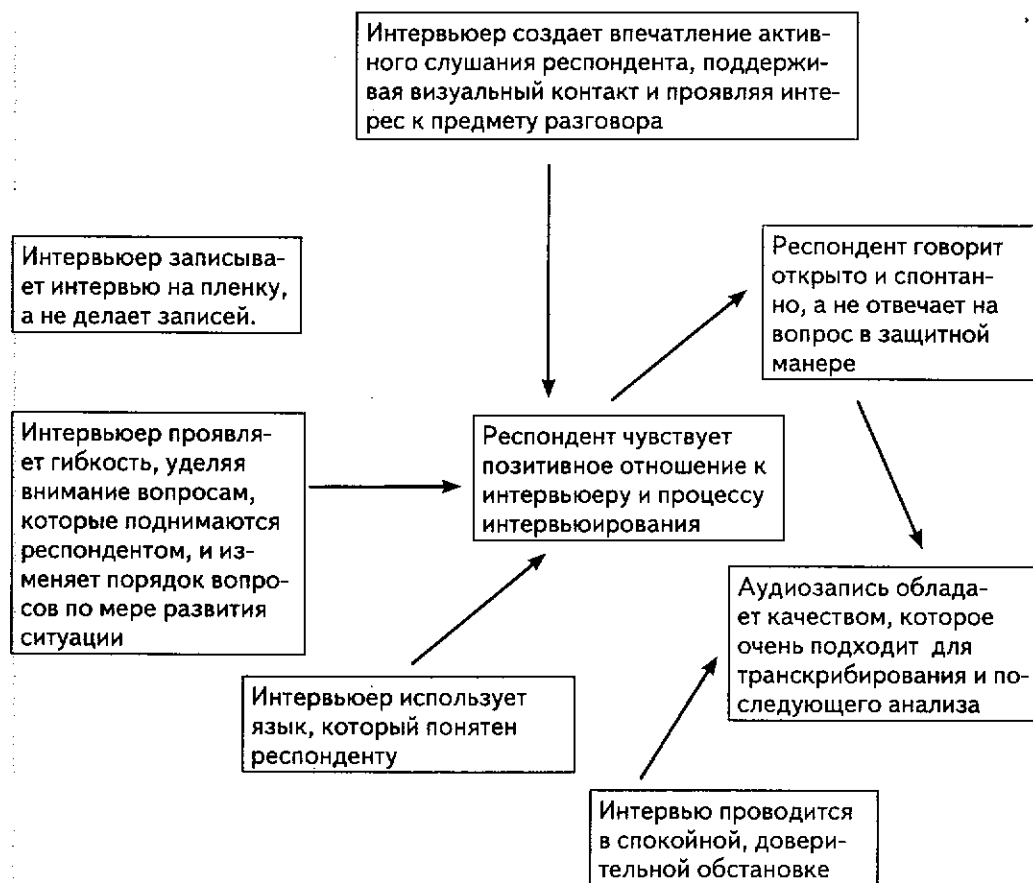 Интервьюер создает впечатление актив-
ного слушания респондента, поддержи-
вая визуальный контакт и проявляя инте-
рес к предмету разговора
Интервьюер записыва-
ет интервью на пленку,
а не делает записей.
Респондент говорит
открыто и спонтан-
но, а не отвечает на
вопрос в защитной
манере
Интервьюер проявля-
ет гибкость, уделяя
внимание вопросам,
которые поднимаются
респондентом, и из-
меняет порядок вопро-
сов по мере развития
ситуации
Респондент чувствует
позитивное отношение к
интервьюеру и процессу
интервьюирования
Аудиозапись облада-
ет качеством, которое
очень подходит для
транскрибирования и по-
следующего анализа
Интервьюер использует
язык, который понятен
респонденту
Интервью проводится
в спокойной, довери-
тельной обстановке